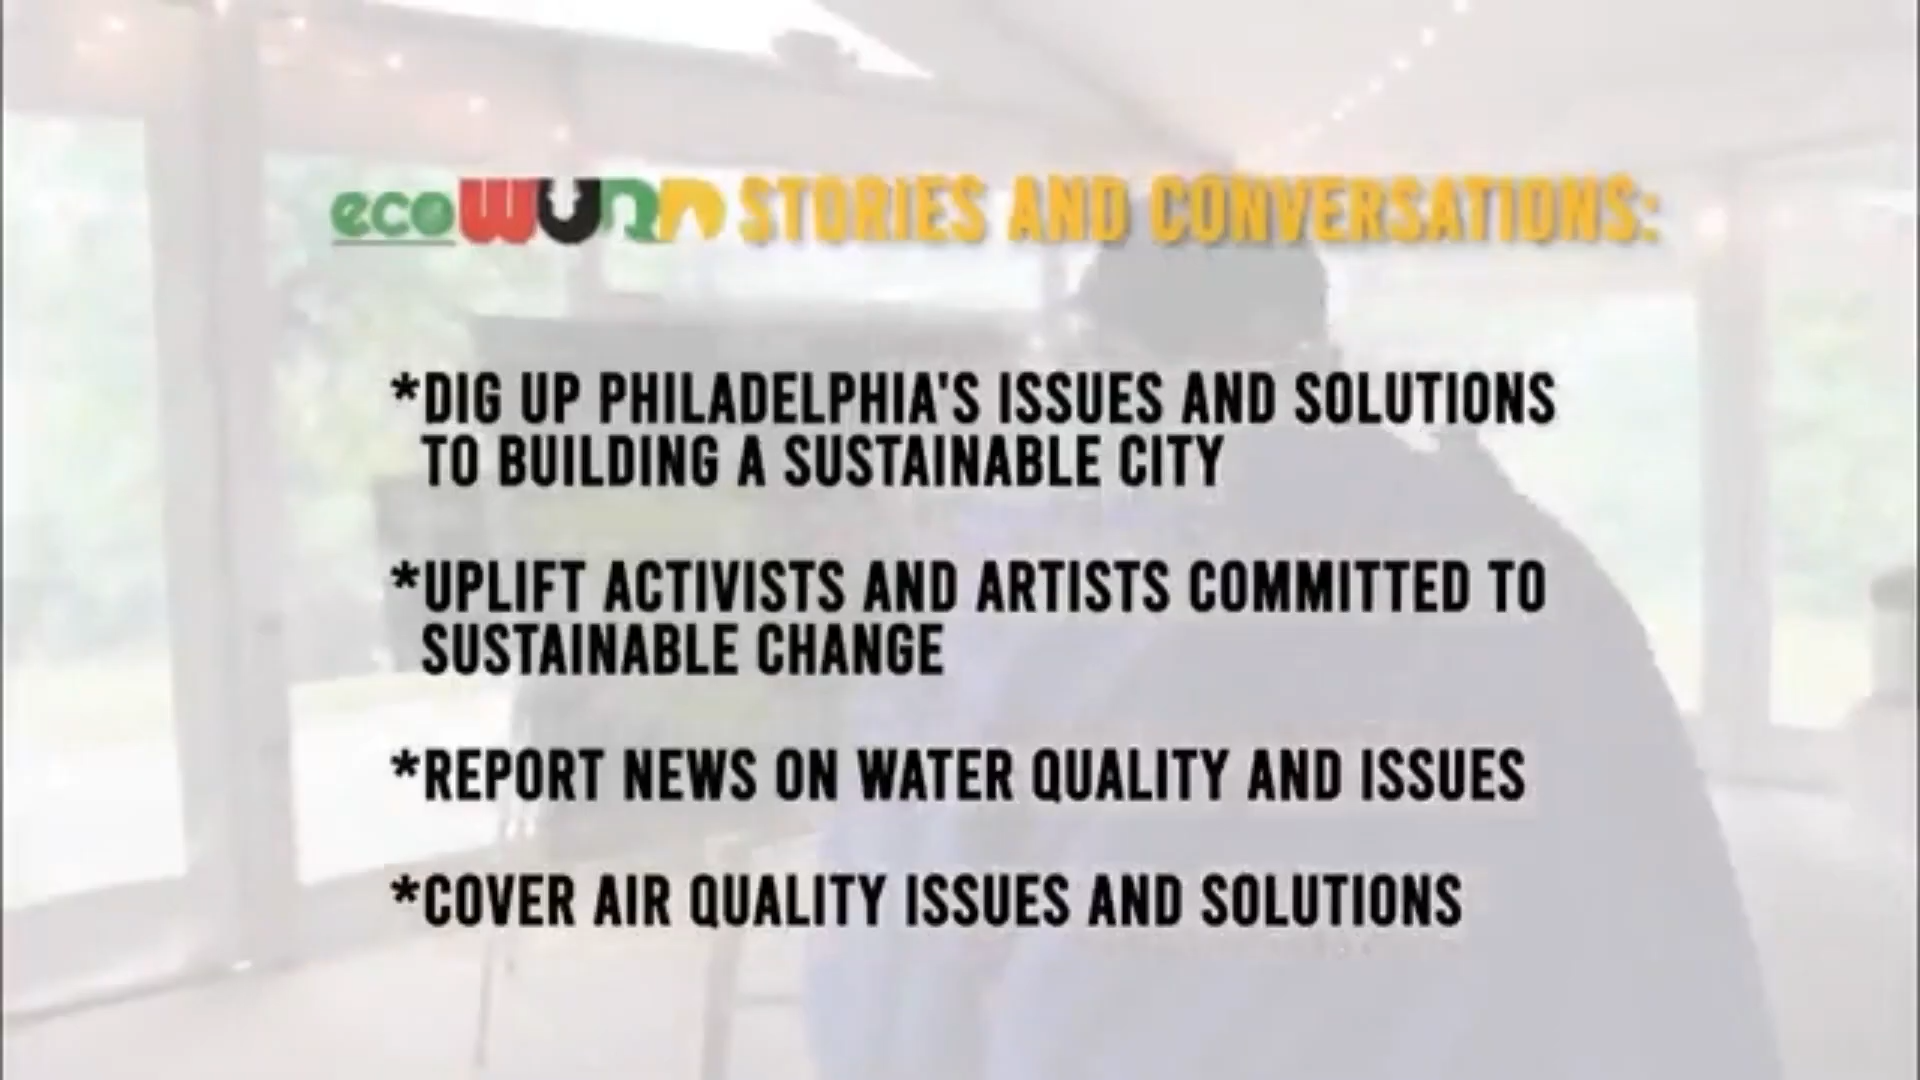 ecoWURD STORIES AND CONVERSATIONS:
*DIG UP PHILADELPHIA'S ISSUES AND SOLUTIONS
TO BUILDING A SUSTAINABLE CITY
*UPLIFT ACTIVISTS AND ARTISTS COMMITTED TO
SUSTAINABLE CHANGE
*REPORT NEWS ON WATER QUALITY AND ISSUES
*COVER AIR QUALITY ISSUES AND SOLUTIONS